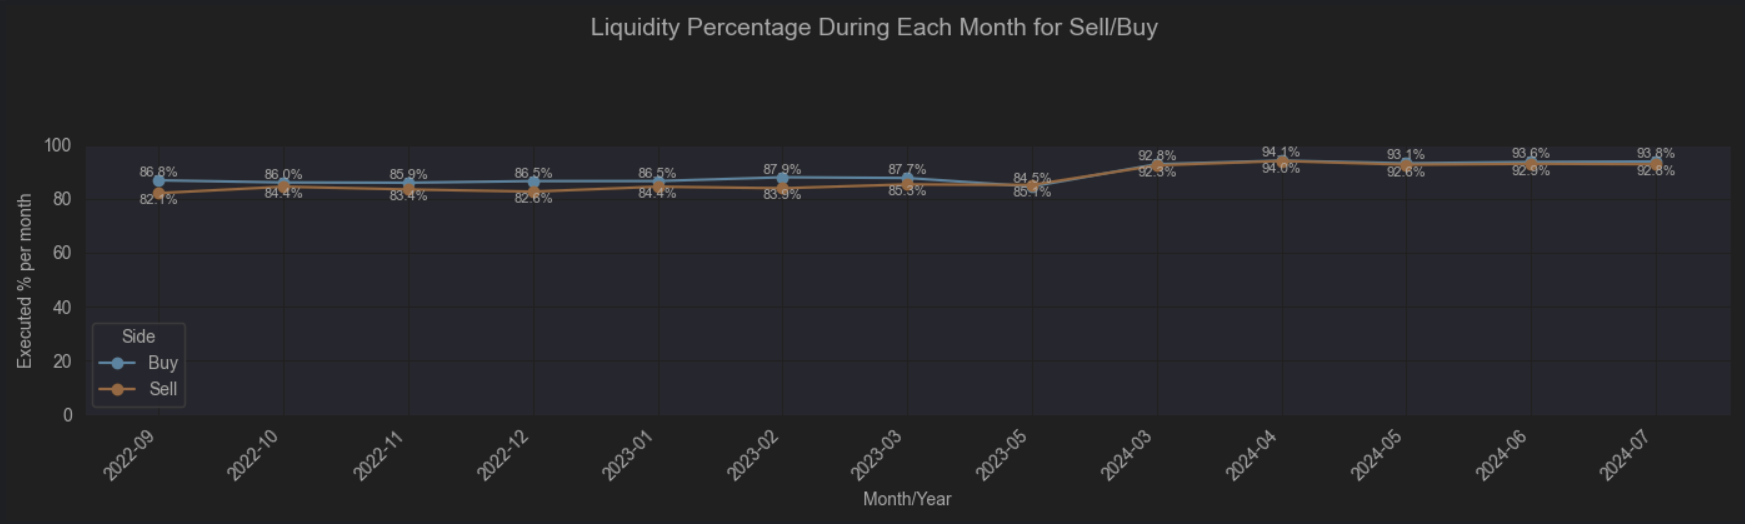 Liquidity Percentage During Each Month for Sell/Buy
Executed % per month
100
80
60
40
20
0
86.8% 86.0% 85.9% 86.5% 86.5% 87.9% 87.7% 84.5% 92.8% 94.1% 93.1% 93.6% 93.8%
82.1% 84.4% 83.4% 82.6% 84.4% 83.9% 85.3% 85.1% 92.3% 94.0% 92.9%
Side
Buy
Sell
2022-09 2022-10 2022-11 2022-12 2023-01 2023-02 2023-03 2023-05 2024-03 2024-04 2024-05 2024-06 2024-07
Month/Year